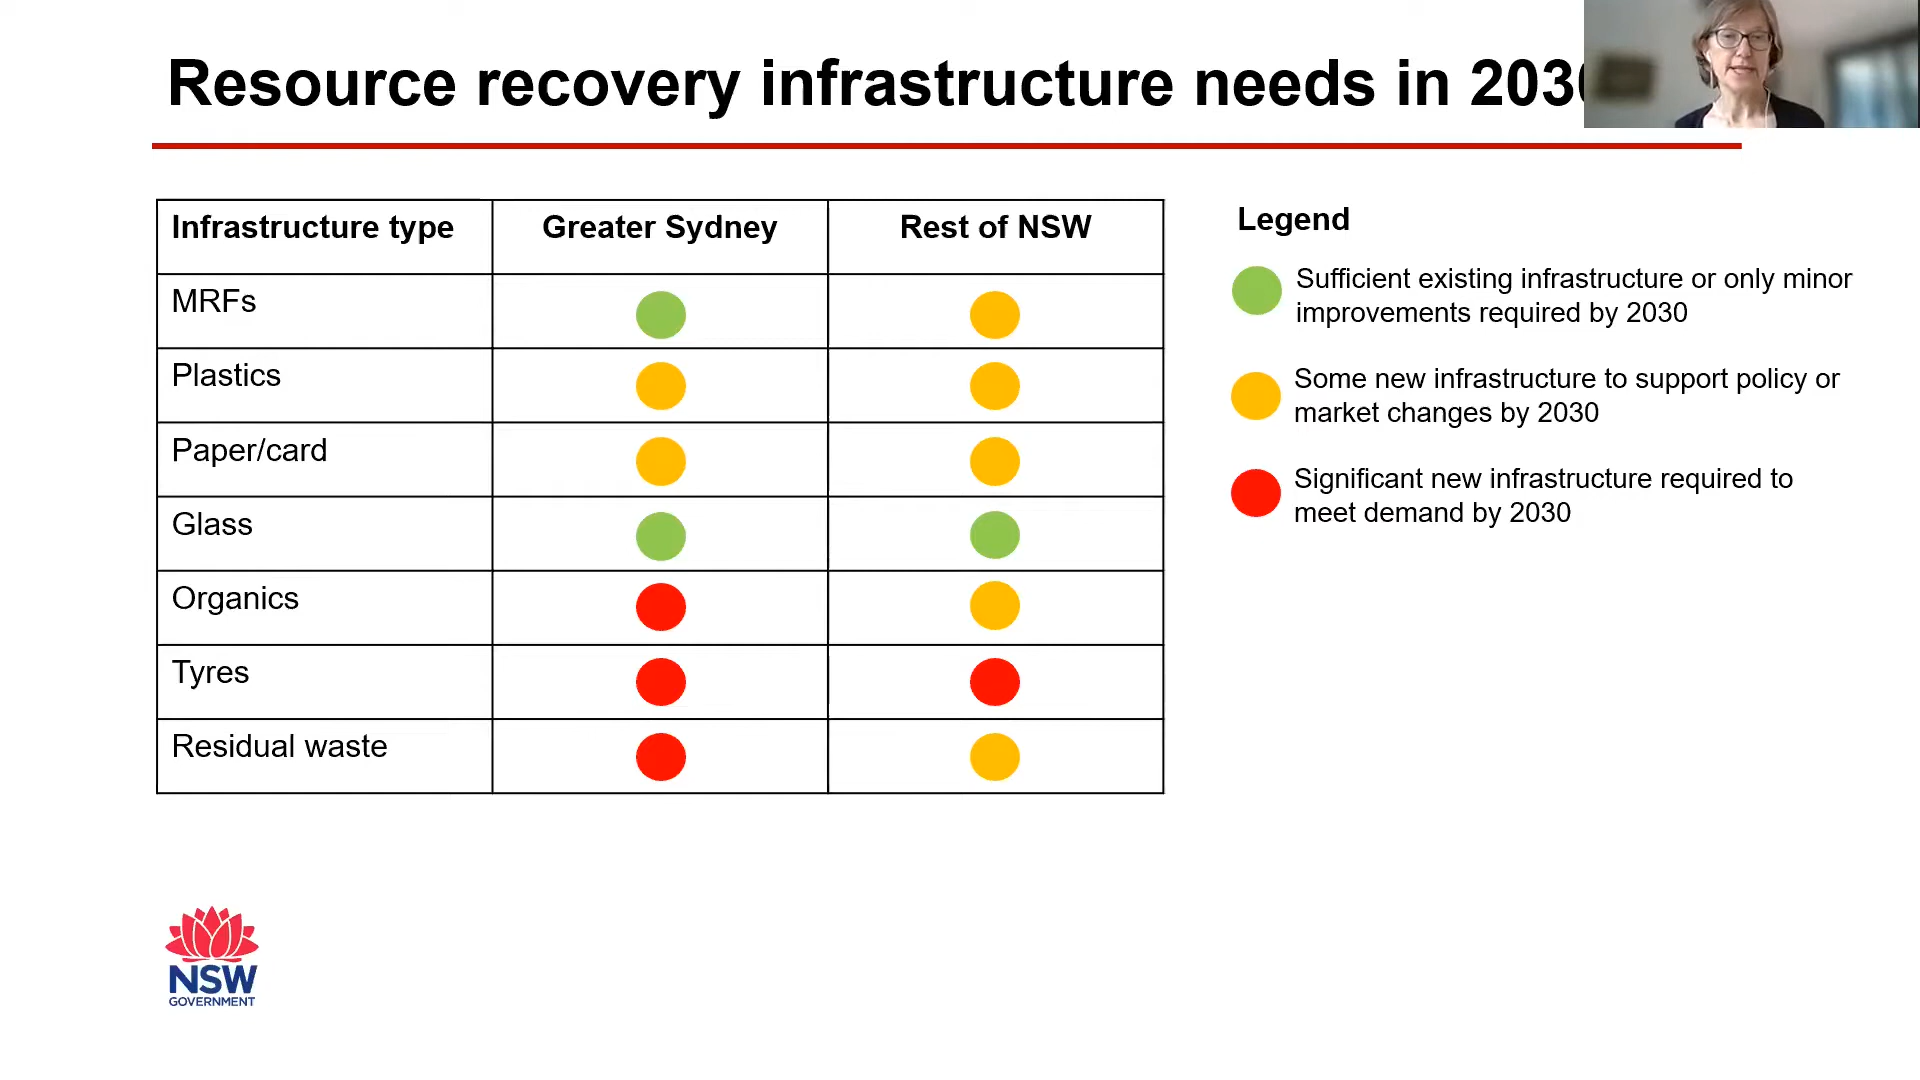 Resource recovery infrastructure needs in 2030
Infrastructure type
Greater Sydney
Rest of NSW
MRFs
Plastics
Paper/card
Glass
Organics
Tyres
Residual waste
Legend
Sufficient existing infrastructure or only minor
improvements required by 2030
Some new infrastructure to support policy or
market changes by 2030
Significant new infrastructure required to
meet demand by 2030
NSW
GOVERNMENT